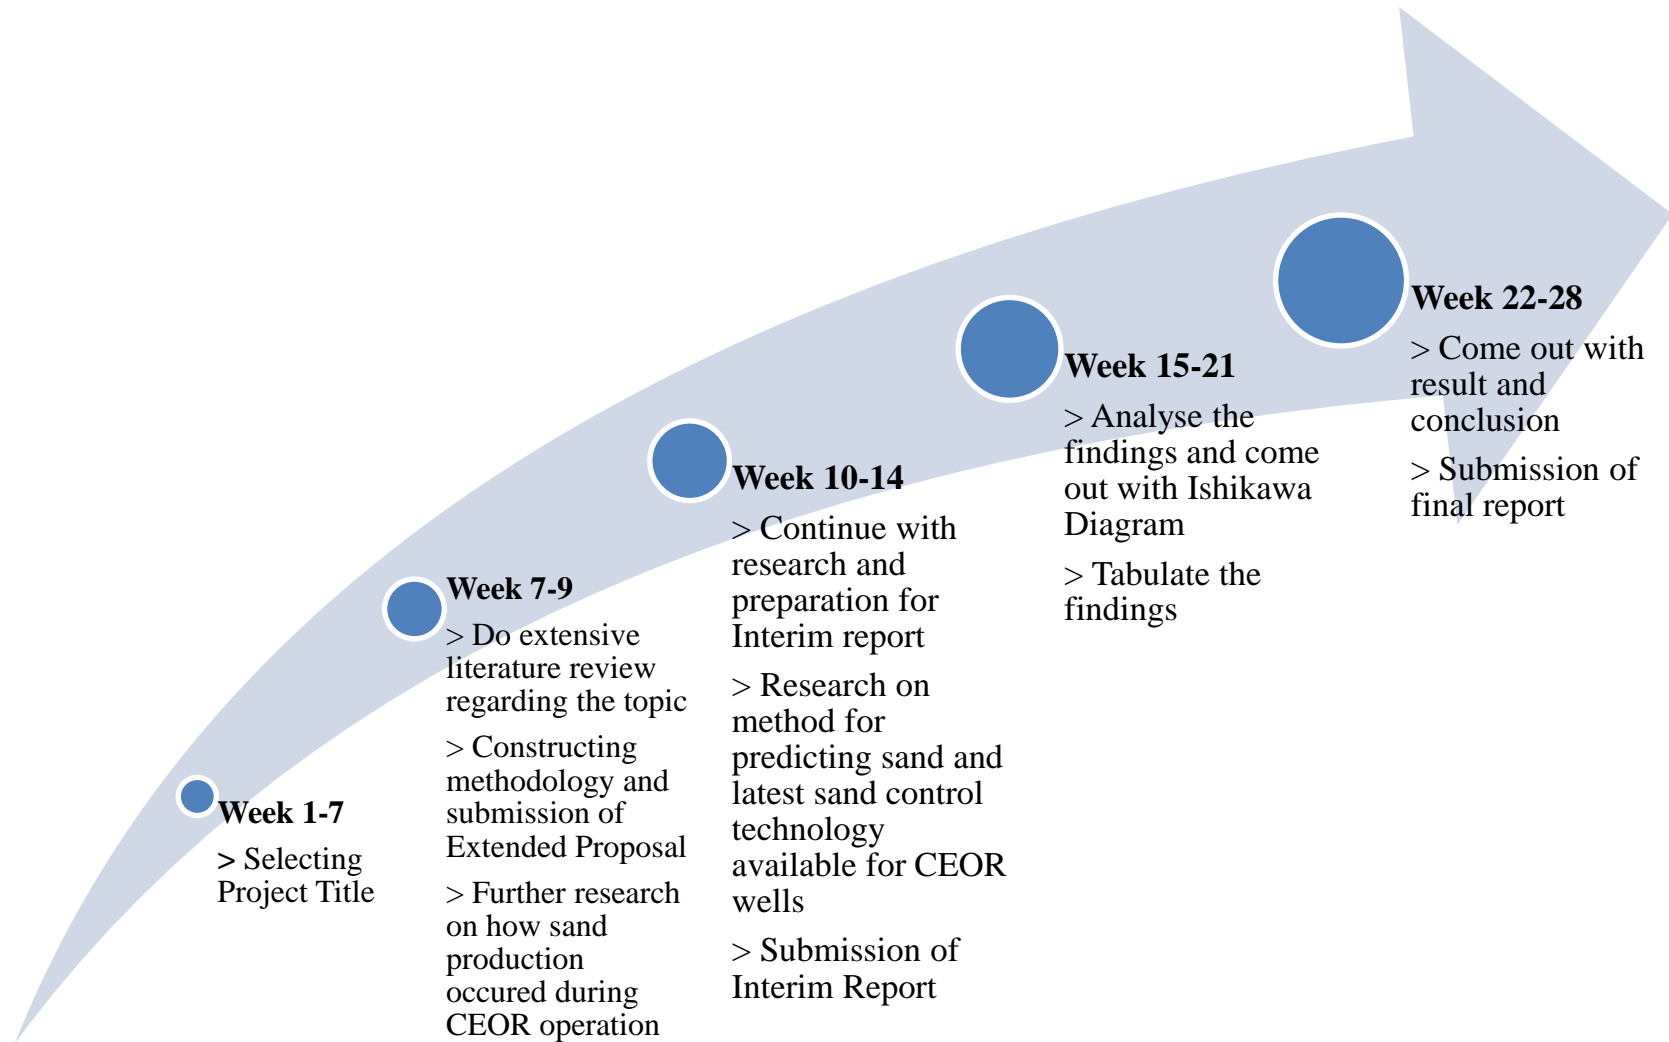 Week 1-7
> Selecting
Project Title
Week 7-9
> Do extensive
literature review
regarding the topic
> Constructing
methodology and
submission of
Extended Proposal
> Further research
on how sand
production
occured during
CEOR operation
Week 10-14
> Continue with
research and
preparation for
Interim report
> Research on
method for
predicting sand and
latest sand control
technology
available for CEOR
wells
> Submission of
Interim Report
Week 15-21
> Analyse the
findings and come
out with Ishikawa
Diagram
> Tabulate the
findings
Week 22-28
> Come out with
result and
conclusion
> Submission of
final report